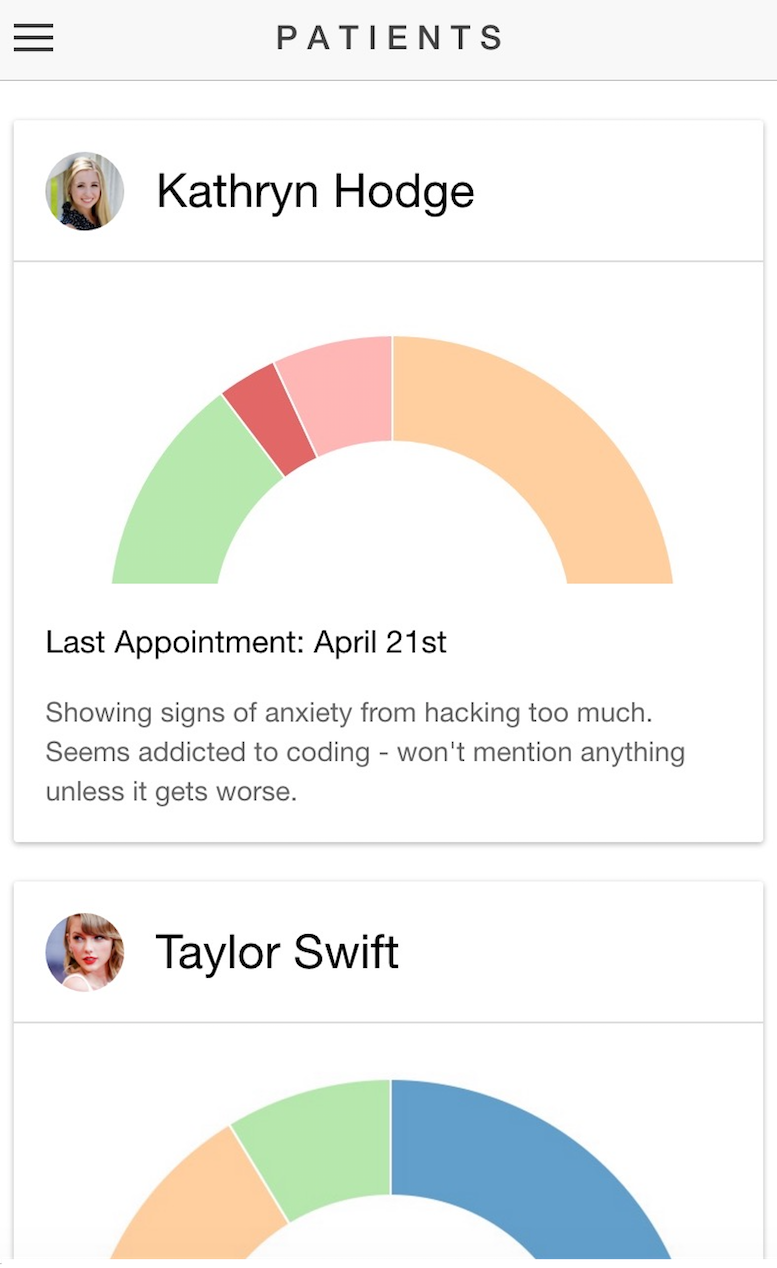 PATIENTS
Kathryn Hodge
Last Appointment: April 21st
Showing signs of anxiety from hacking too much.
Seems addicted to coding - won't mention anything
unless it gets worse.
Taylor Swift